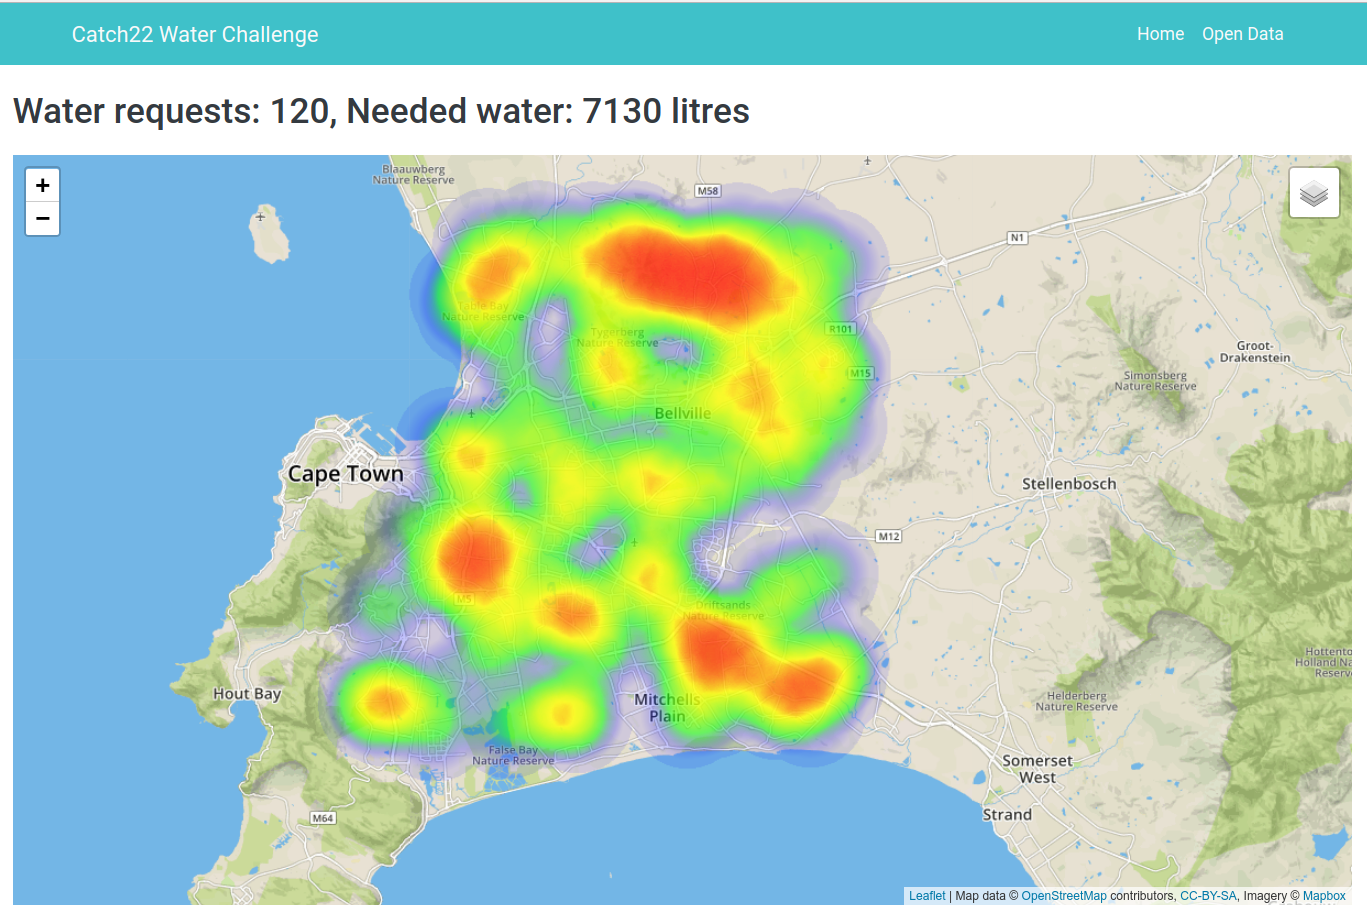 Catch22 Water Challenge
Home Open Data
Water requests: 120, Needed water: 7130 litres
Blaauwberg
Nature Reserve
+
−
M58
N1
Table Bay
Nature Reserve
Tygerberg
Nature Reserve
R101
M15
Groot-
Drakenstein
Simonsberg
Nature Reserve
Bellville
Cape Town
Stellenbosch
M12
M5
Driftsands
Nature Reserve
Hout Bay
Mitchells
Plain
Helderberg
Nature Reserve
Hottento
Holland Na
Reserv
False Bay
Nature Reserve
Somerset
West
Strand
M64
Leaflet | Map data © OpenStreetMap contributors, CC-BY-SA, Imagery © Mapbox